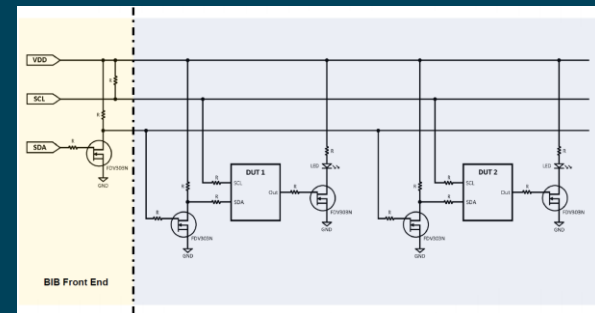 VDD
R
SCL
R
SDA
R
FDV303N
GND
R
R
SCL
R
SDA
DUT 1
Out
R
R
LED
FDV303N
GND
R
FDV303N
GND
R
R
SCL
R
SDA
DUT 2
Out
R
R
LED
FDV303N
GND
R
FDV303N
GND
BIB Front End